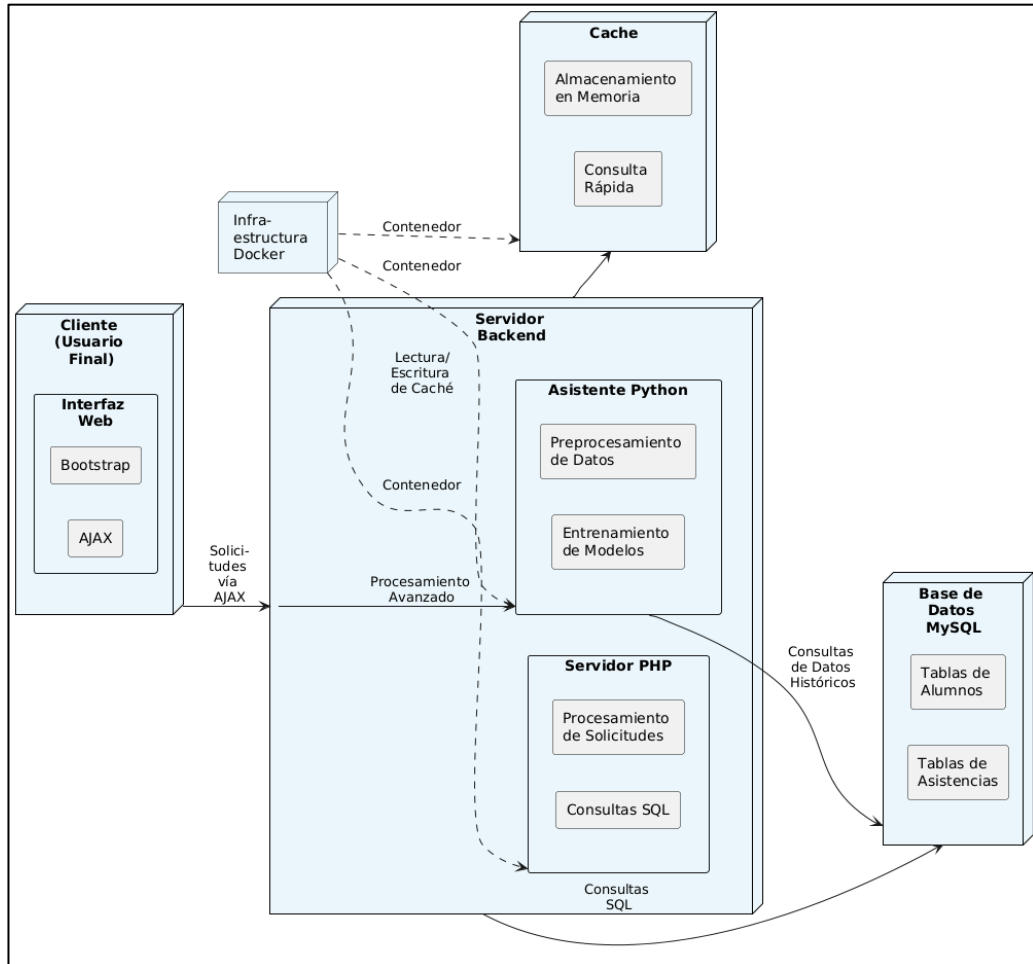 Cache
Almacenamiento
en Memoria
Consulta
Rápida
Infra-
estructura
Docker
Contenedor
Contenedor
Cliente
(Usuario
Final)
Interfaz
Web
Bootstrap
AJAX
Solici-
tudes
vía
AJAX
Servidor
Backend
Lectura/
Escritura
de Caché
Contenedor
Procesamiento
Avanzado
Asistente Python
Preprocesamiento
de Datos
Entrenamiento
de Modelos
Servidor PHP
Procesamiento
de Solicitudes
Consultas SQL
Consultas
SQL
Consultas
de Datos
Históricos
Base de
Datos
MySQL
Tablas de
Alumnos
Tablas de
Asistencias